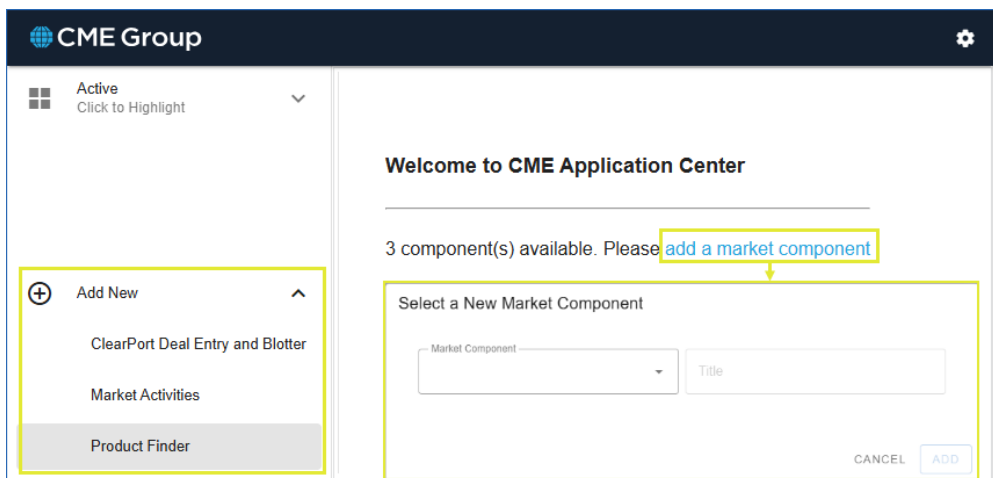 CME Group
Active
Click to Highlight
Welcome to CME Application Center
3 component(s) available. Please add a market component
Add New
ClearPort Deal Entry and Blotter
Market Activities
Product Finder
Select a New Market Component
Market Component
Title
CANCEL
ADD